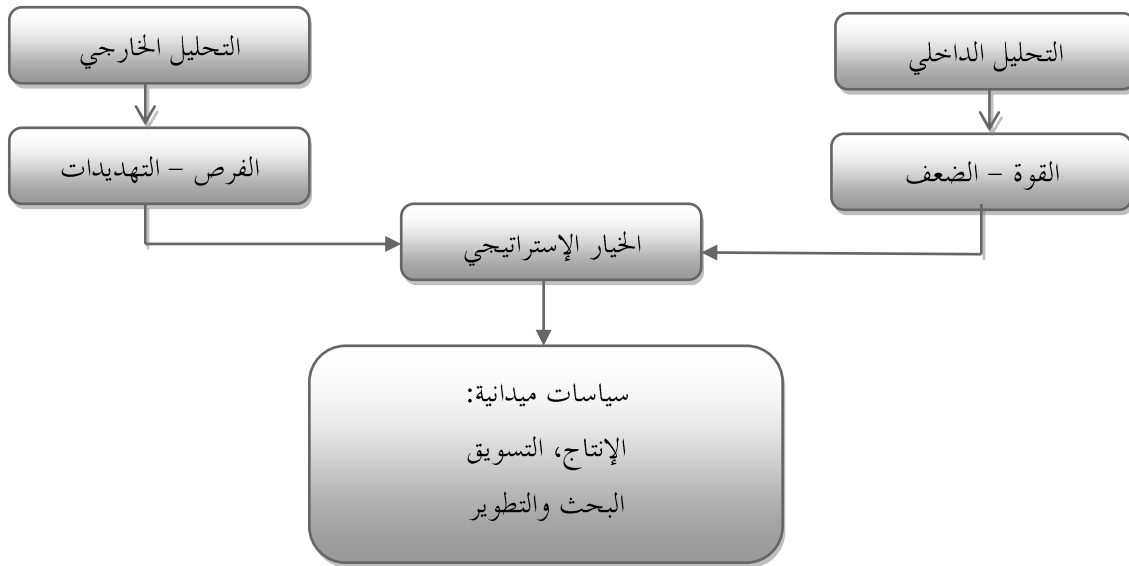 التحليل الداخلي
التحليل الخارجي
القوة – الضعف
الفرص – التهديدات
الخيار الإستراتيجي
سياسات ميدانية:
الإنتاج، التسويق
البحث والتطوير